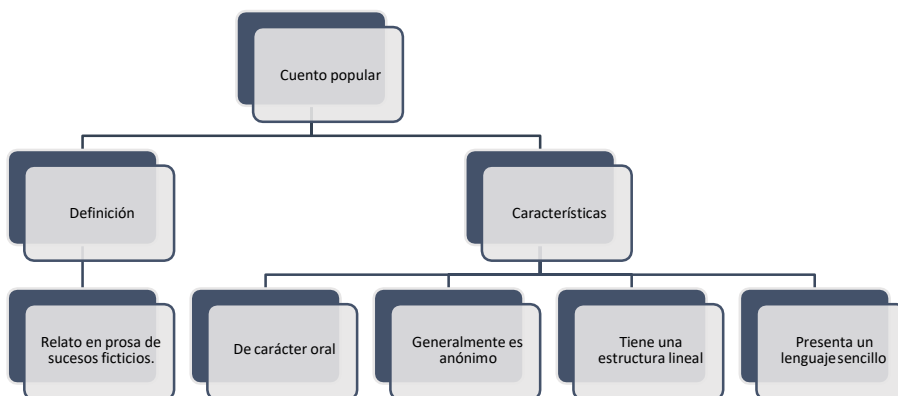 Cuento popular
Definición
Características
Relato en prosa de
sucesos ficticios.
De carácter oral
Generalmente es
anónimo
Tiene una
estructura lineal
Presenta un
lenguaje sencillo